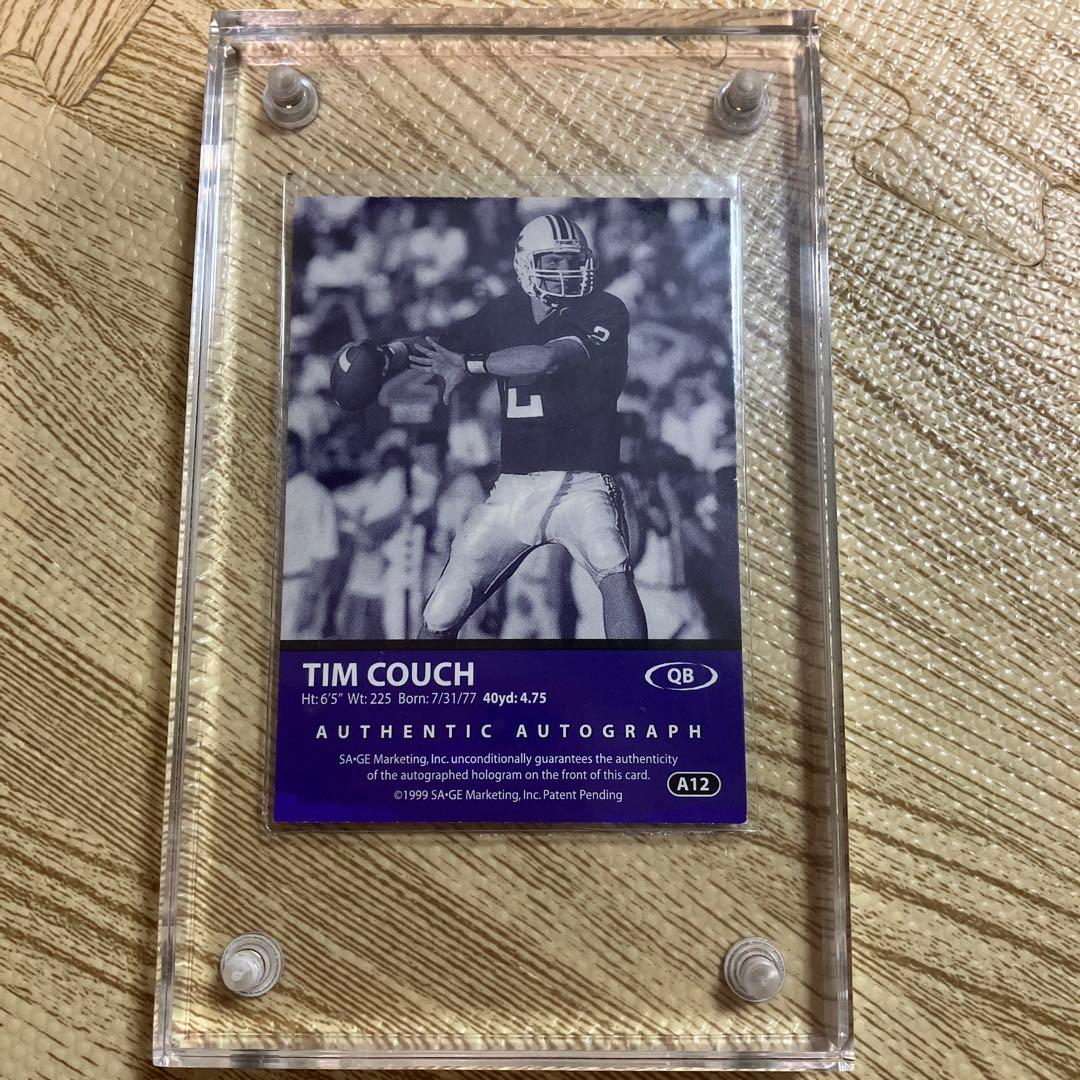 2
2
TIM COUCH
QB
Ht: 6'5" Wt: 225 Born: 7/31/77 40yd: 4.75
AUTHENTIC AUTOGRAPH
SA•GE Marketing, Inc. unconditionally guarantees the authenticity
of the autographed hologram on the front of this card.
A12
©1999 SA•GE Marketing, Inc. Patent Pending